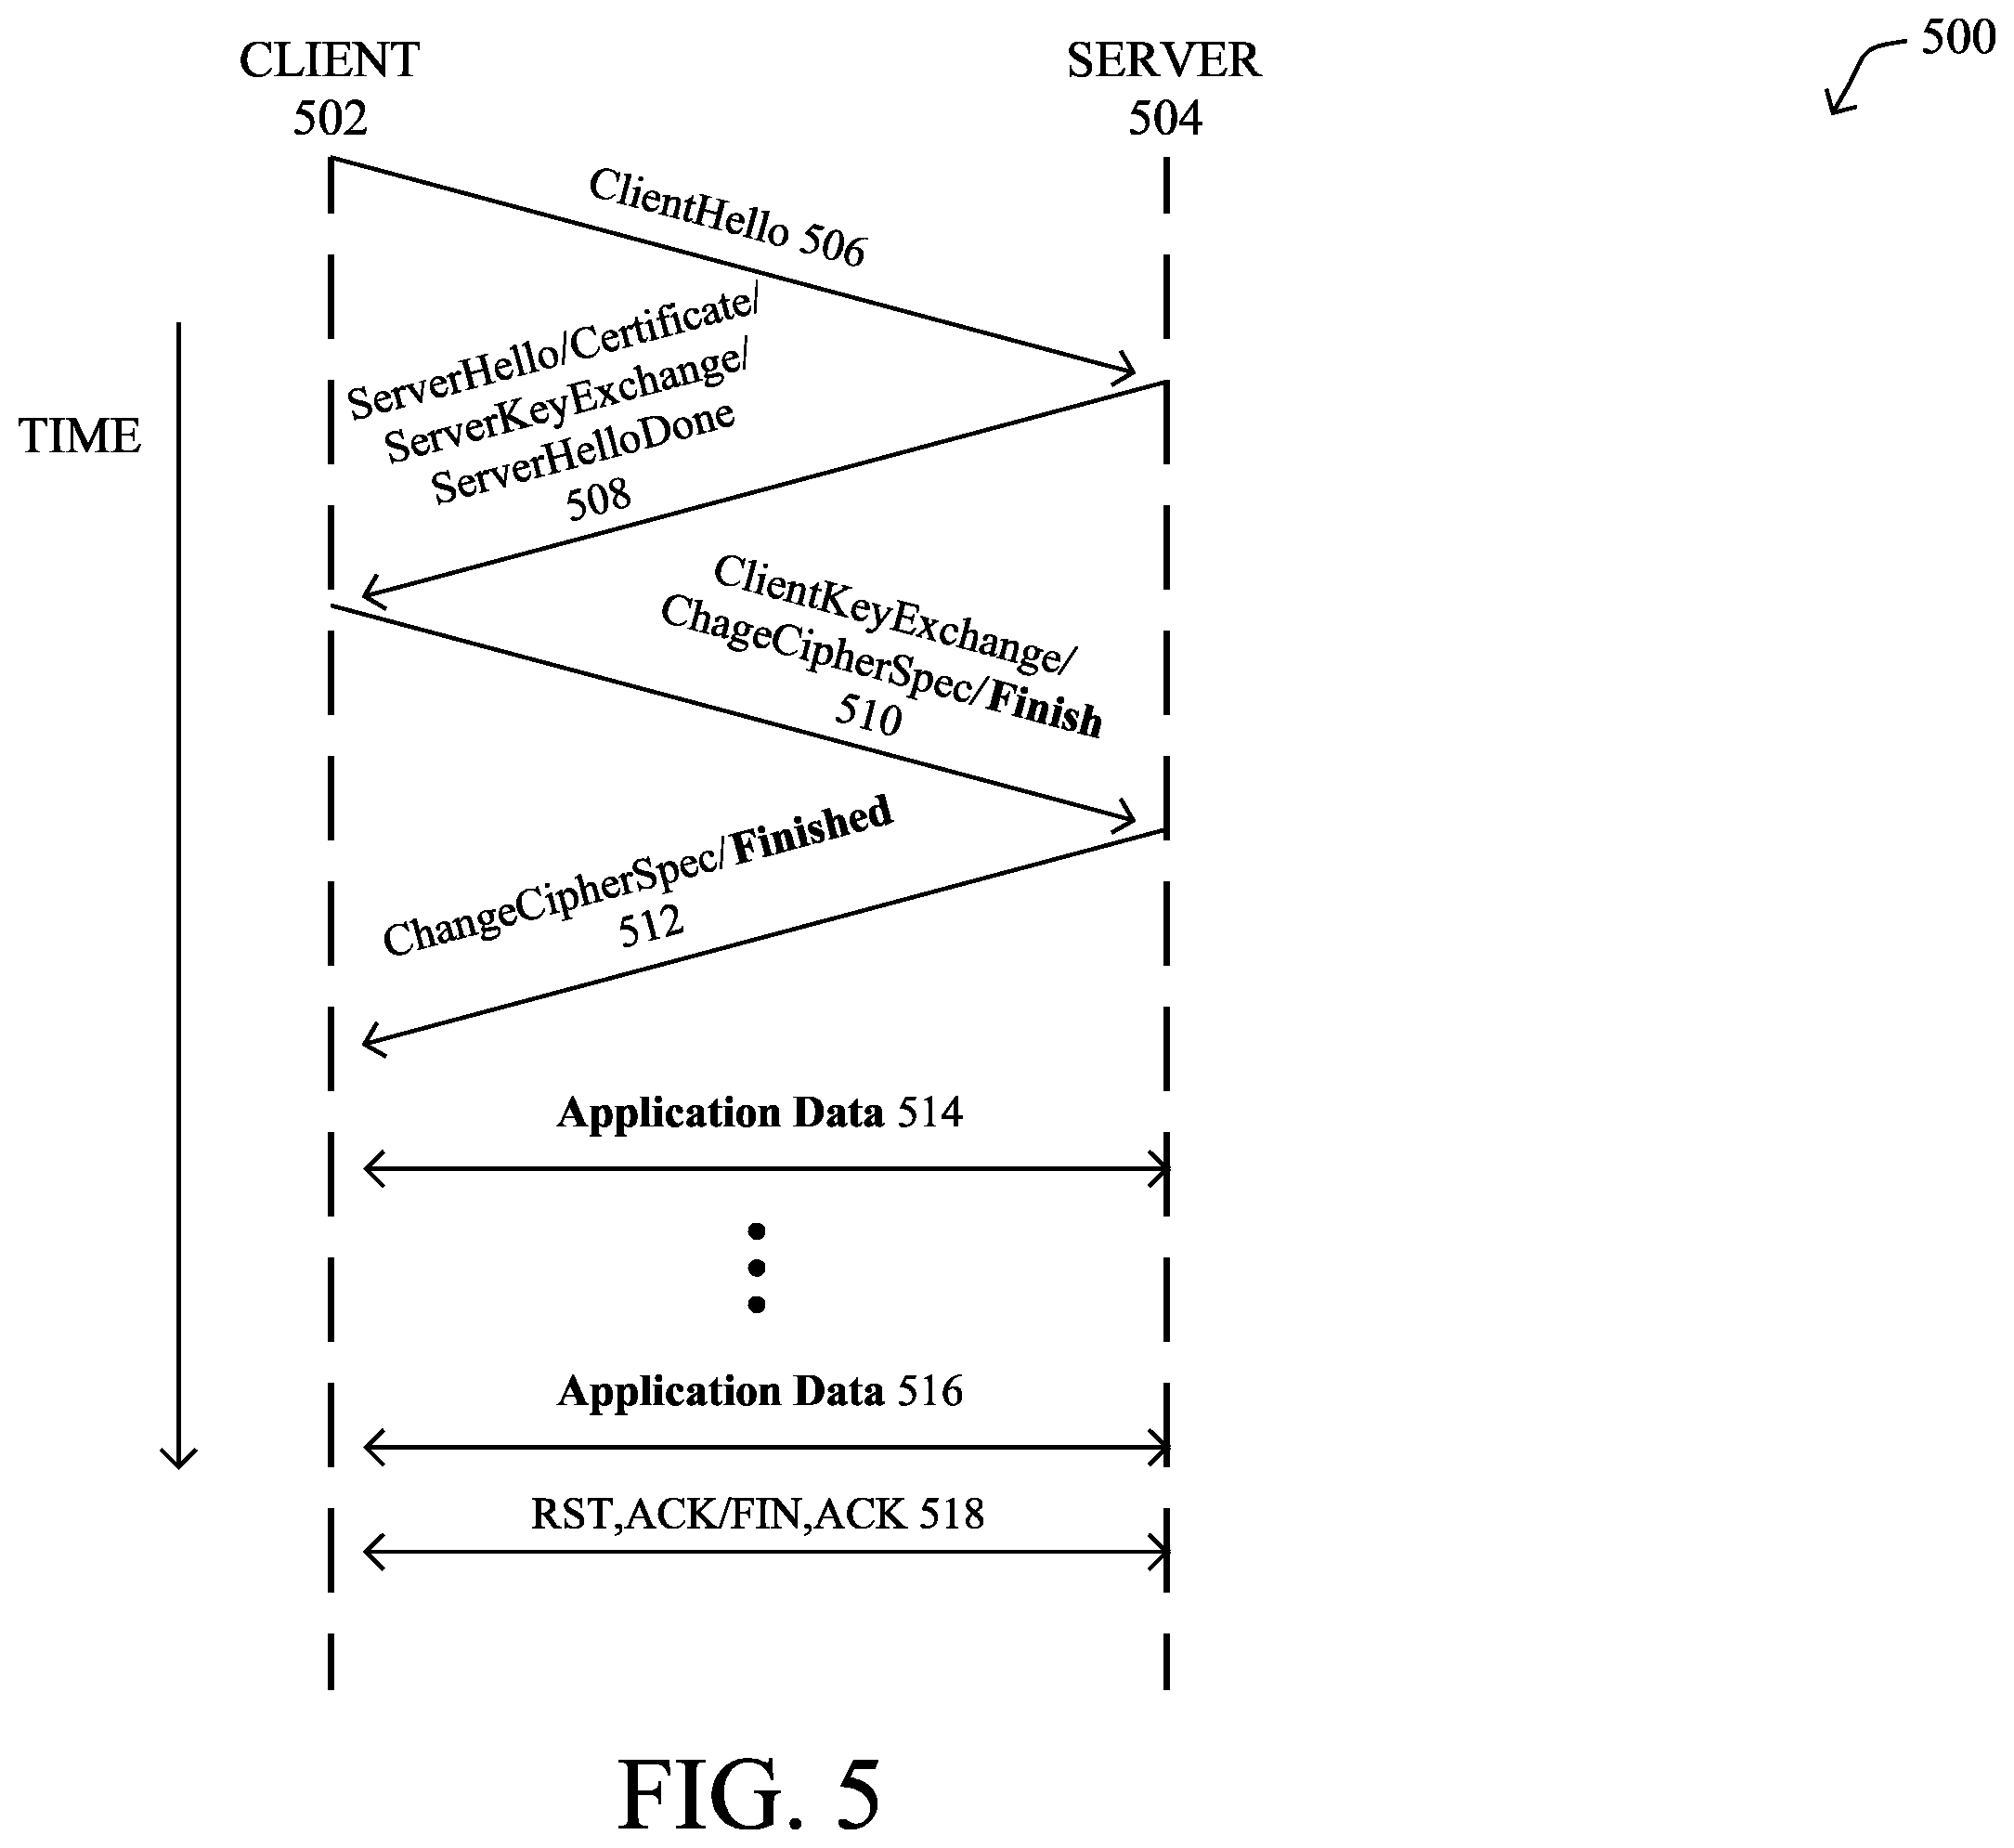 500
CLIENT
502
SERVER
504
ClientHello 506
ServerHello/Certificate/
ServerKeyExchange/
ServerHelloDone
508
TIME
ClientKeyExchange/
ChageCipherSpec/Finish
510
ChangeCipherSpec/Finished
512
Application Data 514
Application Data 516
RST,ACK/FIN,ACK 518
FIG. 5